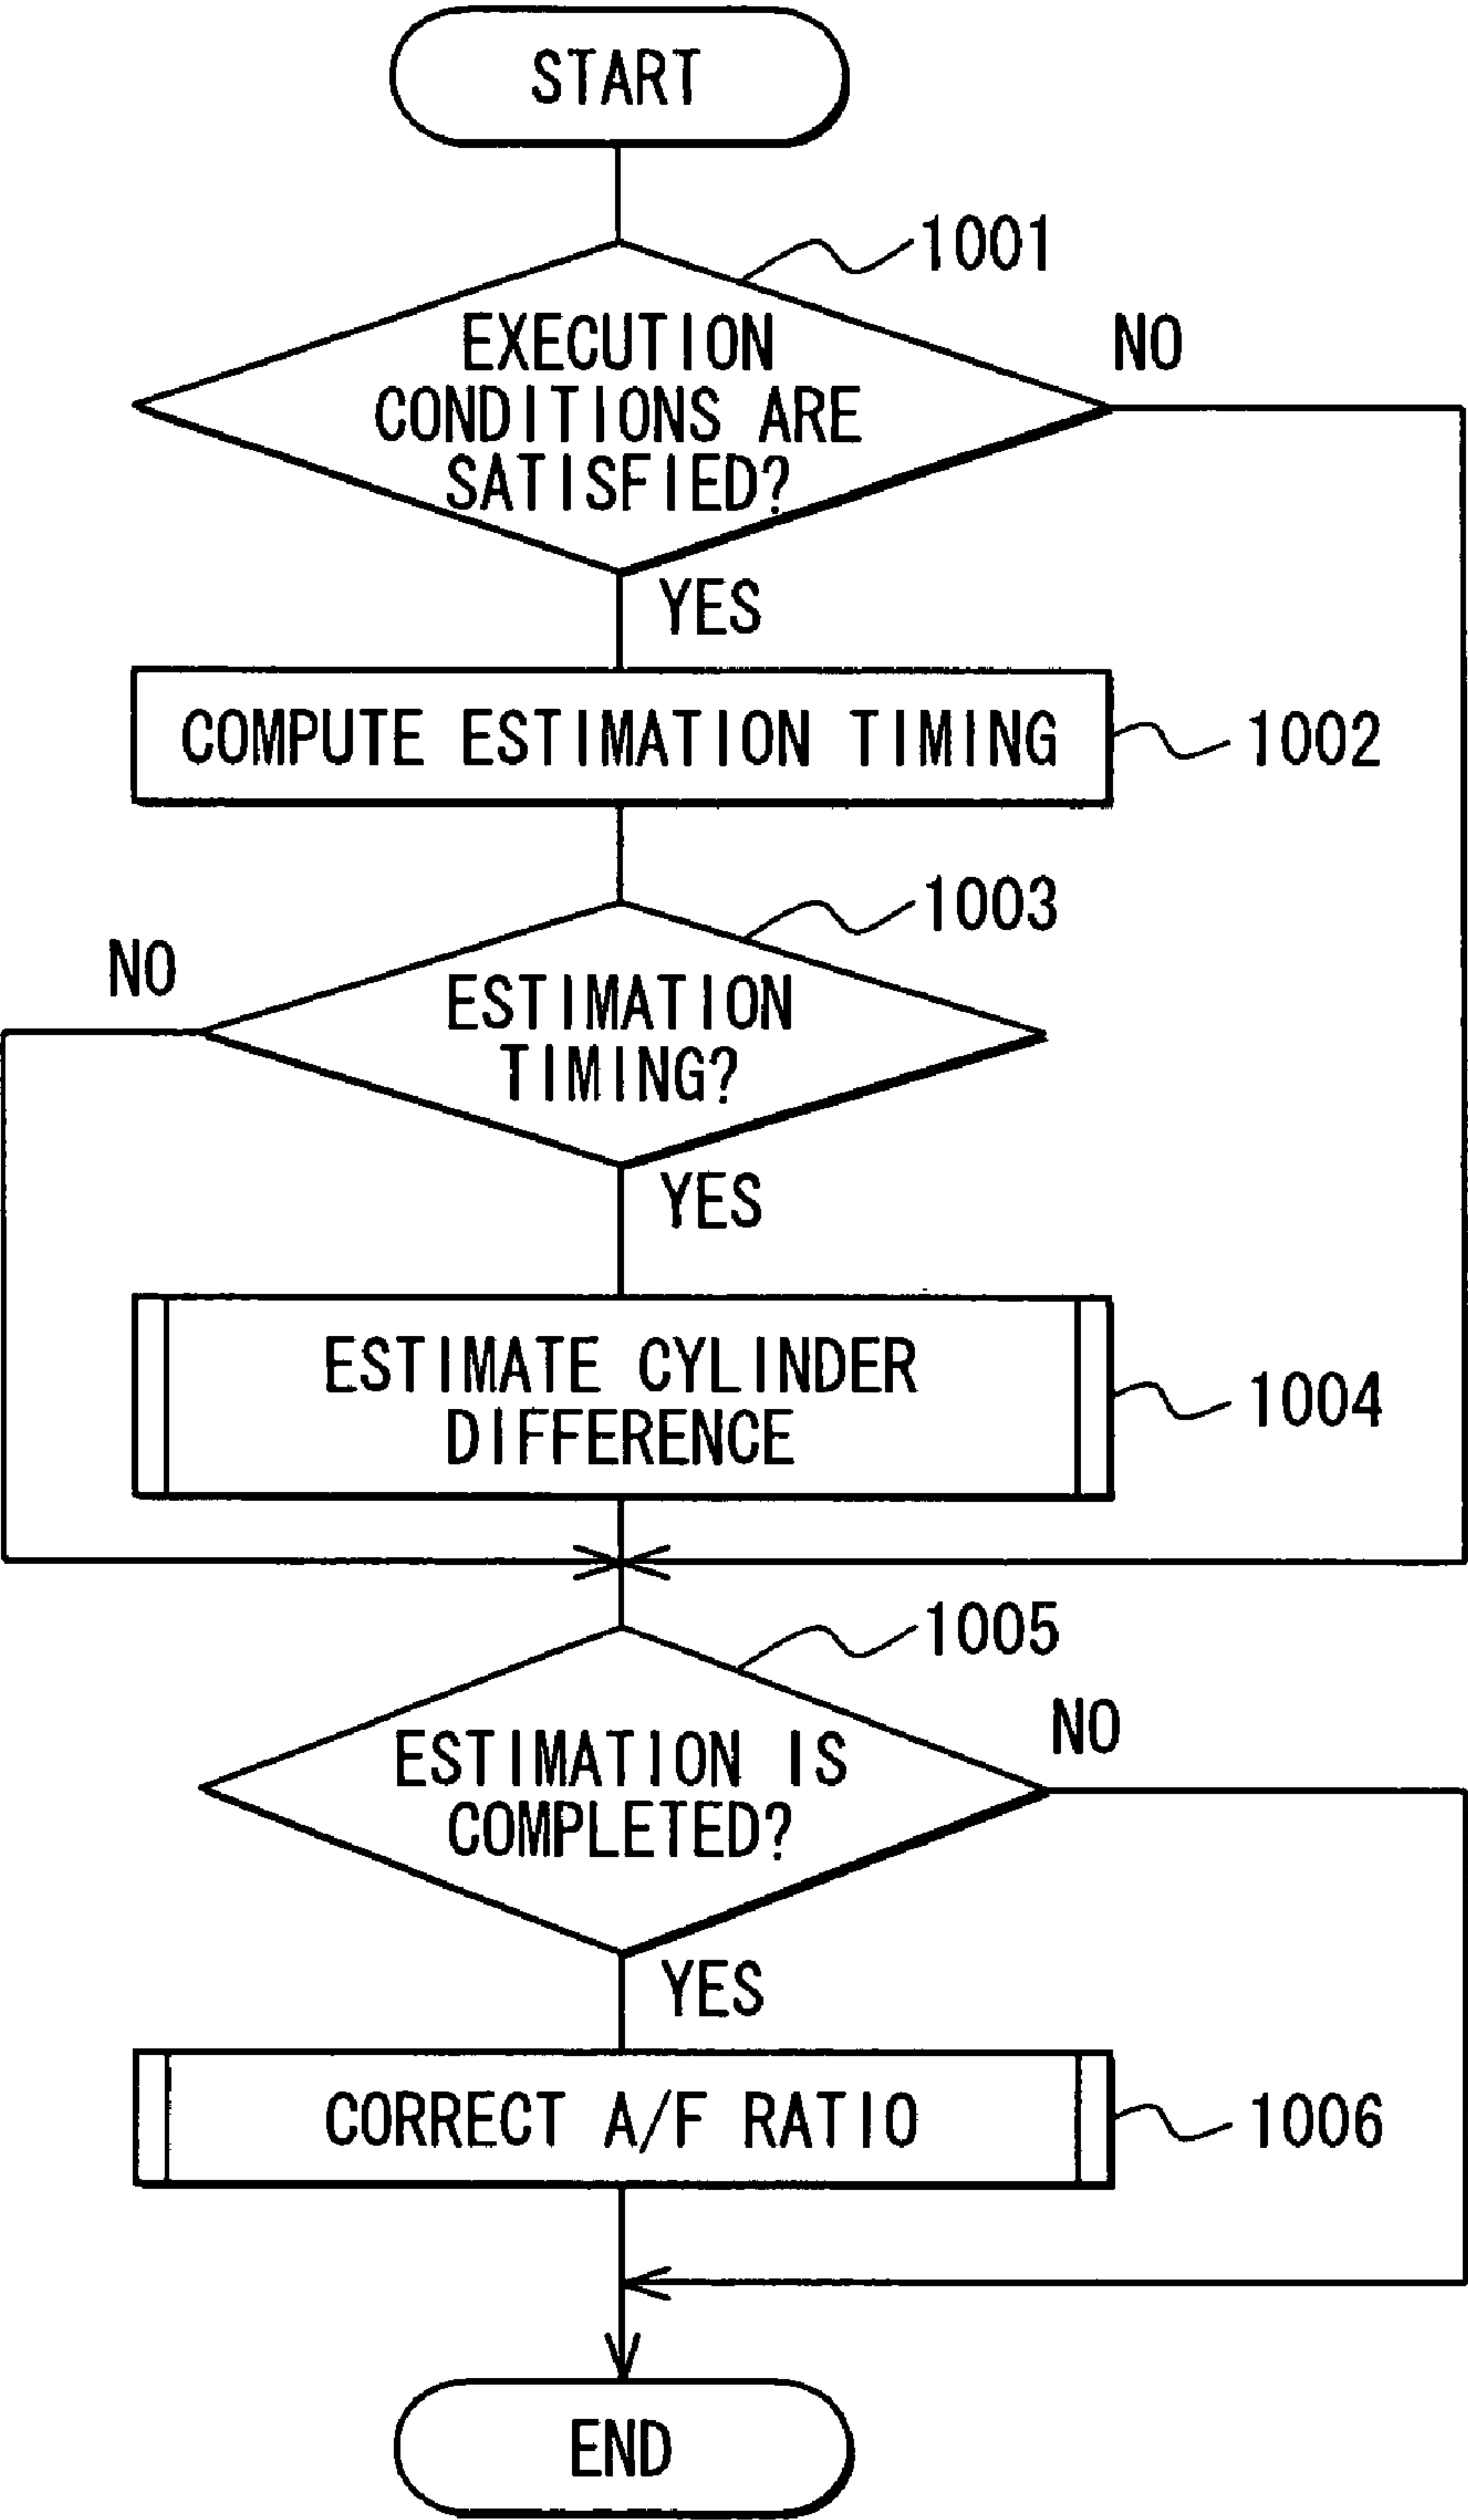 START
1001
EXECUTION
CONDITIONS ARE
SATISFIED?
NO
YES
COMPUTE ESTIMATION TIMING
1002
1003
NO
ESTIMATION
TIMING?
YES
ESTIMATE CYLINDER
DIFFERENCE
1004
1005
NO
ESTIMATION IS
COMPLETED?
YES
CORRECT A/F RATIO
1006
END